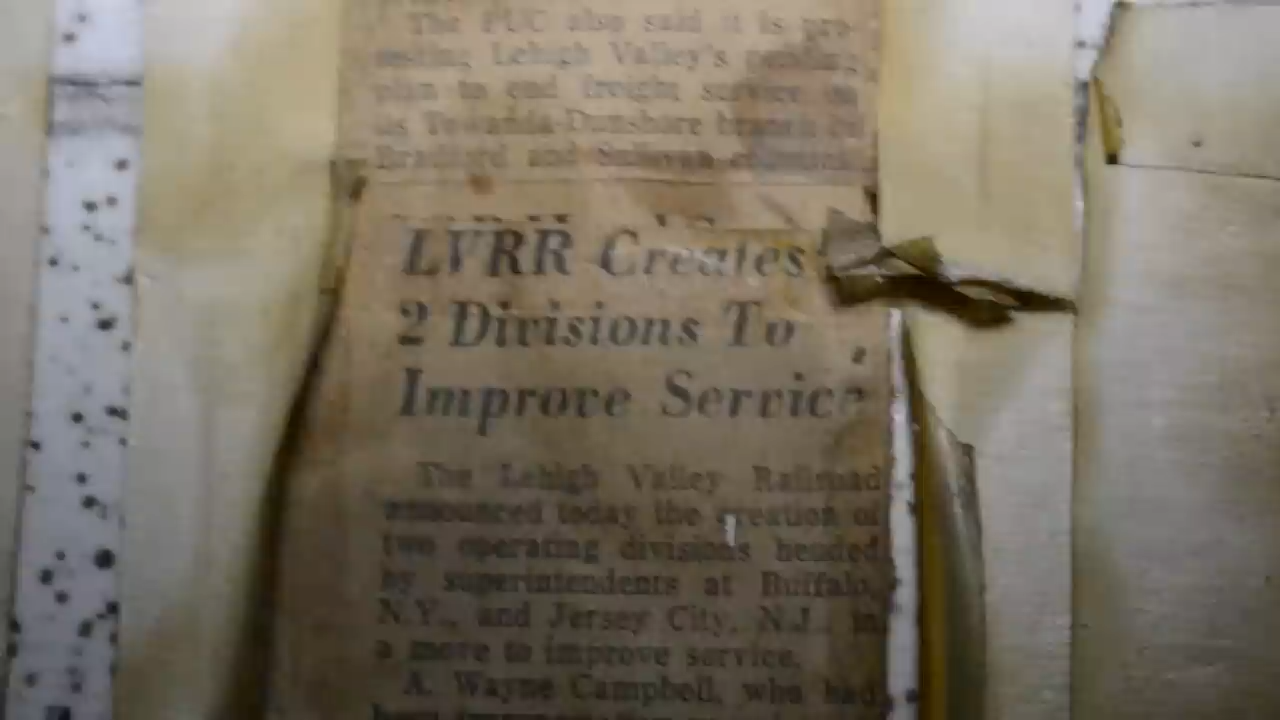 The PUC also said it is pro-
Lehigh Valley's pending
plan to end freight service on
its Towanda-Dunshore branch in
Bradford and Sullivan counties.
LVRR Creates
2 Divisions To
Improve Service
The Lehigh Valley Railroad
announced today the creation of
two operating divisions headed
by superintendents at Buffalo,
N.Y., and Jersey City, N.J. in
a move to improve service.
A. Wayne Campbell, who had
been